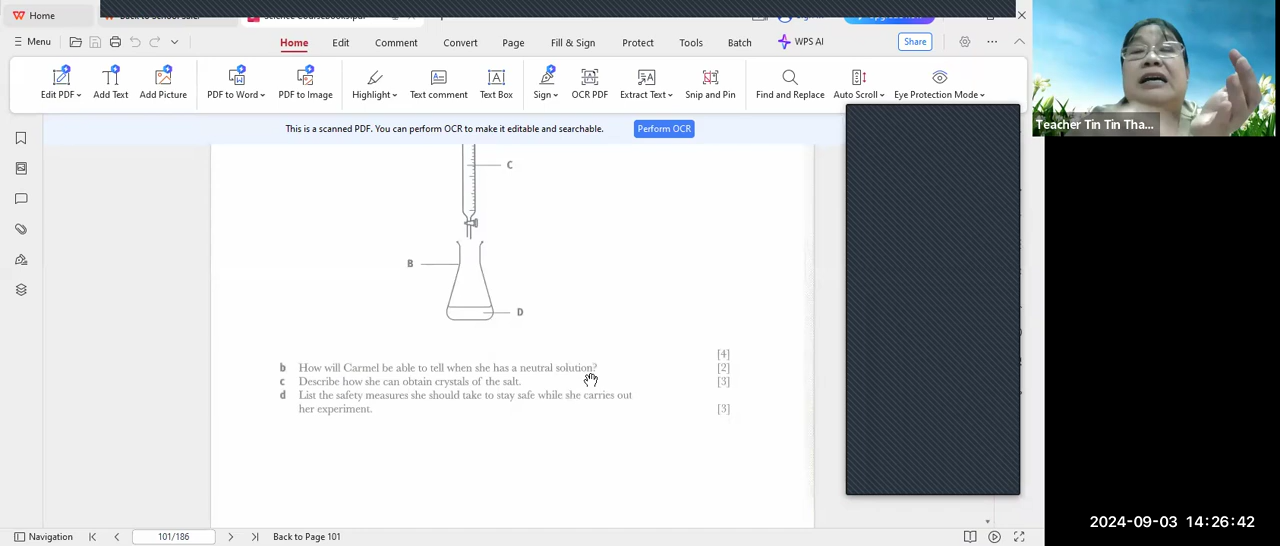 Home
Menu
Home Edit Comment Convert Page Fill & Sign Protect Tools Batch WPS AI Share
Edit PDF Add Text Add Picture PDF to Word PDF to Image Highlight Text comment Text Box Sign OCR PDF Extract Text Snip and Pin Find and Replace Auto Scroll Eye Protection Mode
This is a scanned PDF. You can perform OCR to make it editable and searchable. Perform OCR
Teacher Tin Tin Tha...
C
B
D
[4]
b How will Carmel be able to tell when she has a neutral solution? [2]
c Describe how she can obtain crystals of the salt. [3]
d List the safety measures she should take to stay safe while she carries out
her experiment. [3]
Navigation 101/186 Back to Page 101
2024-09-03 14:26:42